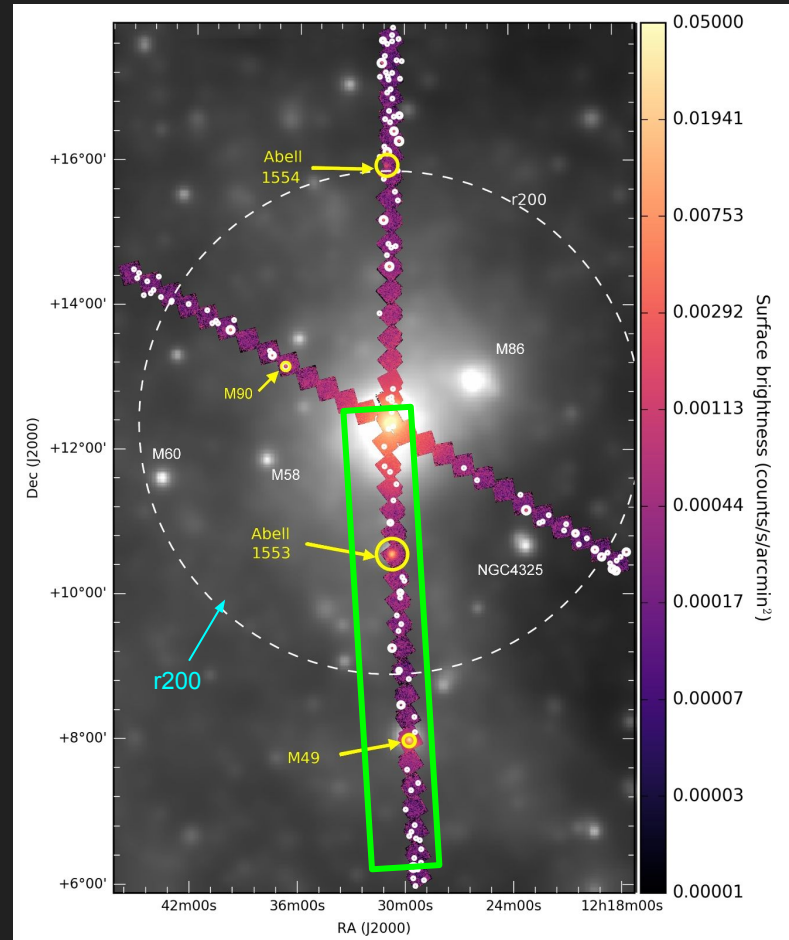 +16°00'
+14°00'
+12°00'
+10°00'
+8°00'
+6°00'
Dec (J2000)
Abell
1554
r200
M86
M90
M60
M58
Abell
1553
NGC4325
r200
M49
42m00s
36m00s
30m00s
24m00s
12h18m00s
RA (J2000)
0.05000
0.01941
0.00753
0.00292
0.00113
0.00044
0.00017
0.00007
0.00003
0.00001
Surface brightness (counts/s/arcmin²)